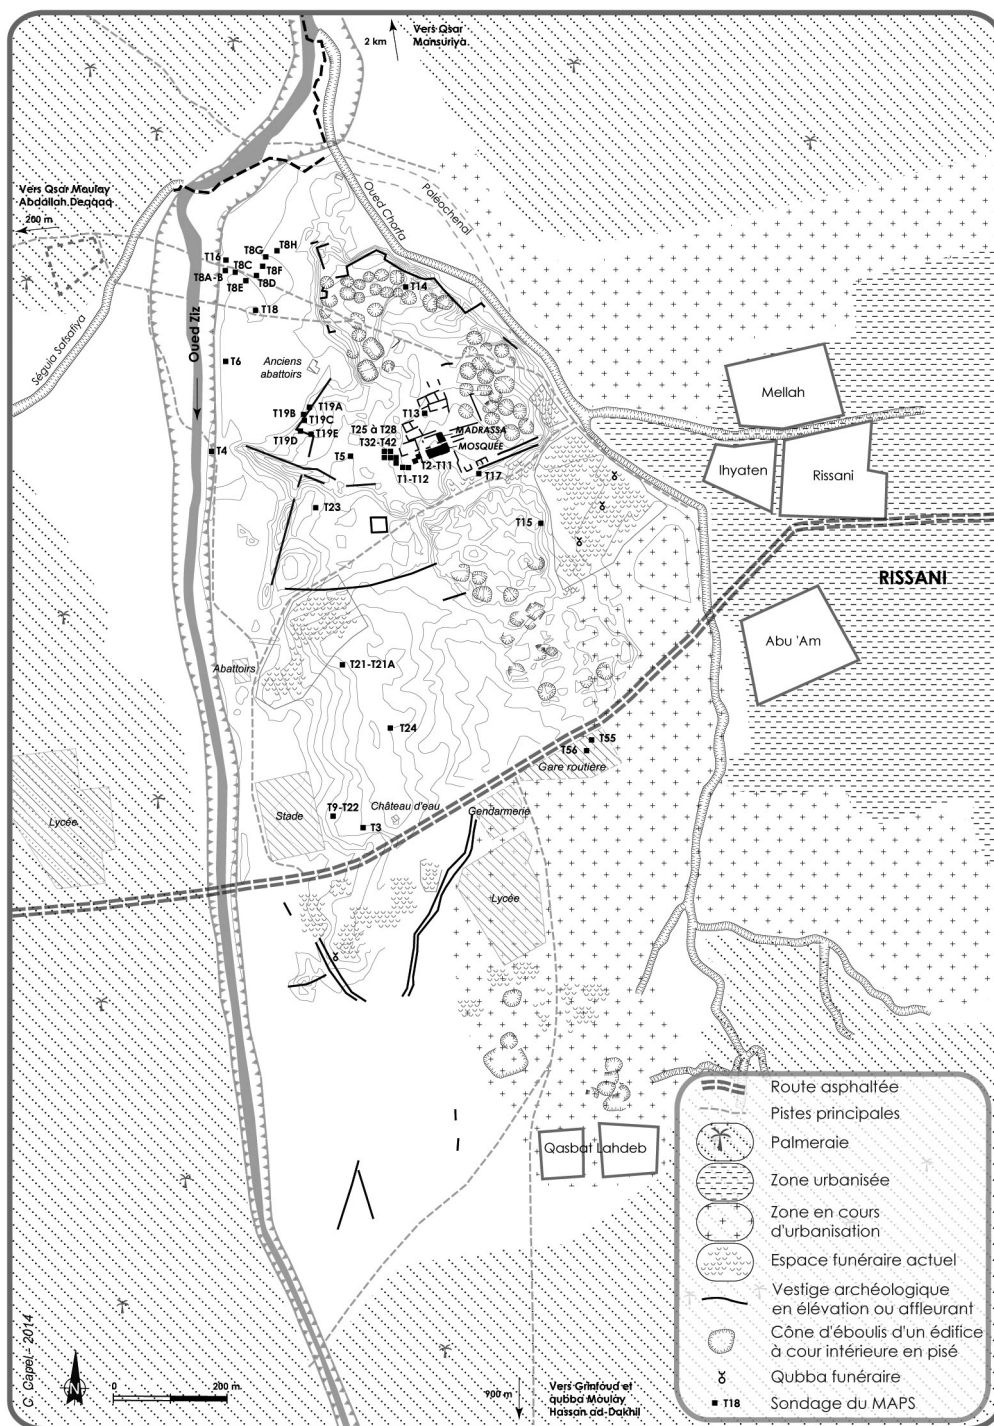 Vers Qsar
Mansuriya
2 km
Vers Qsar Moulay
Abdallah Deqqaq
200 m
Oued Chorfa
Paléochenal
Séguia Safsafiya
Oued Ziz
T8H
T8G
T16
T8C
T8F
T8A-B
T8D
T8E
T14
T18
T6
Anciens
abattoirs
Mellah
T19A
T19B
T19C
T13
T25 à T28
MADRASSA
T19D
T19E
T32-T42
MOSQUÉE
T4
T5
T2-T11
Ihyaten
Rissani
T1-T12
T17
T23
T15
RISSANI
Abu 'Am
Abattoirs
T21-T21A
T24
T55
T56
Gare routière
T9-T22
Château d'eau
Gendarmerie
Stade
T3
Lycée
Lycée
Qasbat Lahdeb
Route asphaltée
Pistes principales
Palmeraie
Zone urbanisée
Zone en cours
d'urbanisation
Espace funéraire actuel
Vestige archéologique
en élévation ou affleurant
Cône d'éboulis d'un édifice
à cour intérieure en pisé
Qubba funéraire
T18 Sondage du MAPS
C. Capel - 2014
N
0 200 m
900 m
Vers Grinfoud et
qubba Moulay
Hassan ad-Dakhil